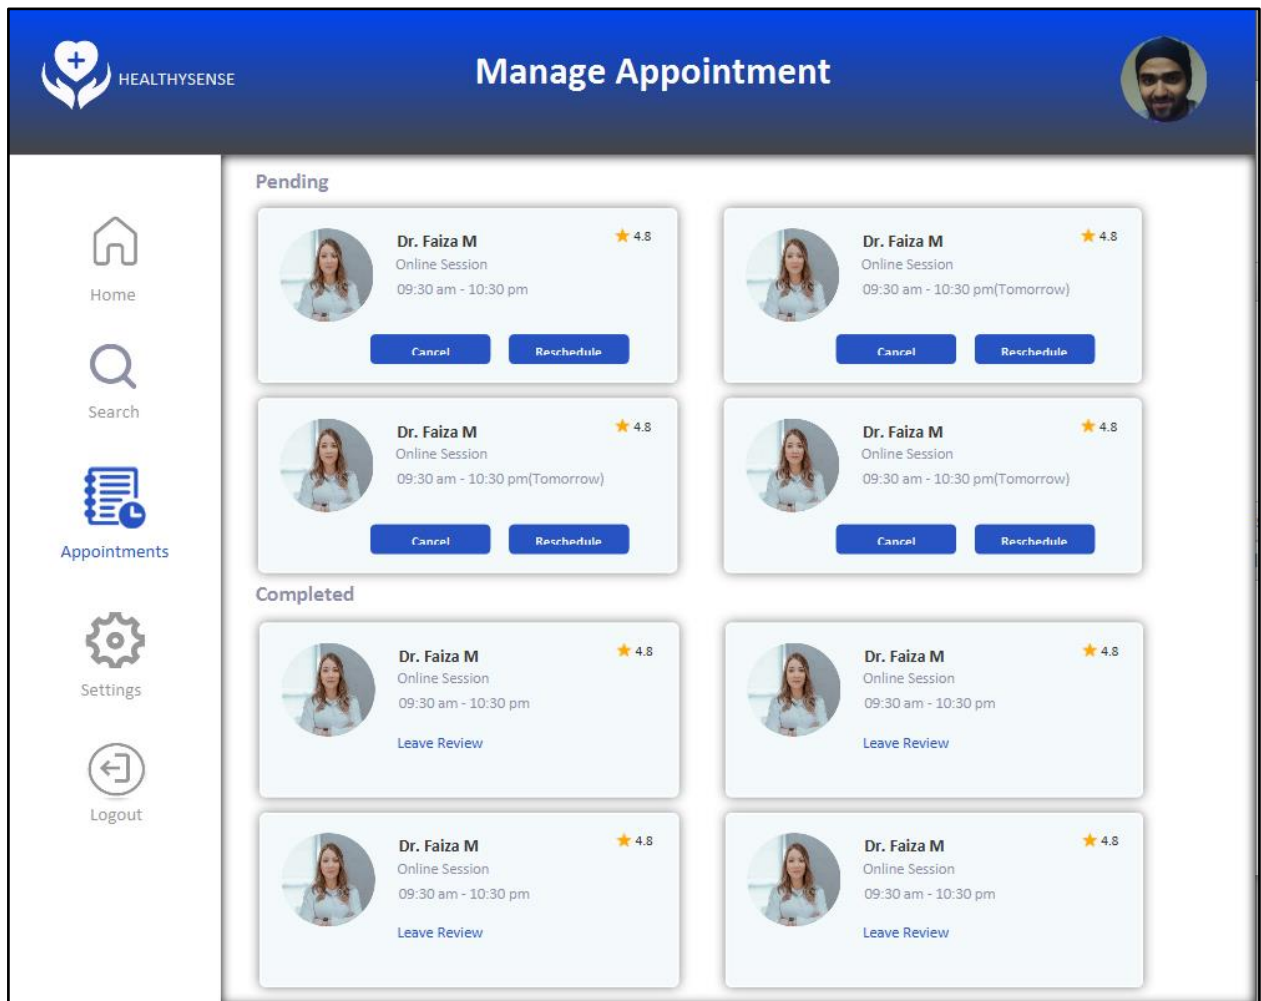 HEALTHYSENSE
Manage Appointment
Home
Search
Appointments
Settings
Logout
Pending
Dr. Faiza M
4.8
Online Session
09:30 am - 10:30 pm
Cancel
Reschedule
Dr. Faiza M
4.8
Online Session
09:30 am - 10:30 pm(Tomorrow)
Cancel
Reschedule
Dr. Faiza M
4.8
Online Session
09:30 am - 10:30 pm(Tomorrow)
Cancel
Reschedule
Dr. Faiza M
4.8
Online Session
09:30 am - 10:30 pm(Tomorrow)
Cancel
Reschedule
Completed
Dr. Faiza M
4.8
Online Session
09:30 am - 10:30 pm
Leave Review
Dr. Faiza M
4.8
Online Session
09:30 am - 10:30 pm
Leave Review
Dr. Faiza M
4.8
Online Session
09:30 am - 10:30 pm
Leave Review
Dr. Faiza M
4.8
Online Session
09:30 am - 10:30 pm
Leave Review